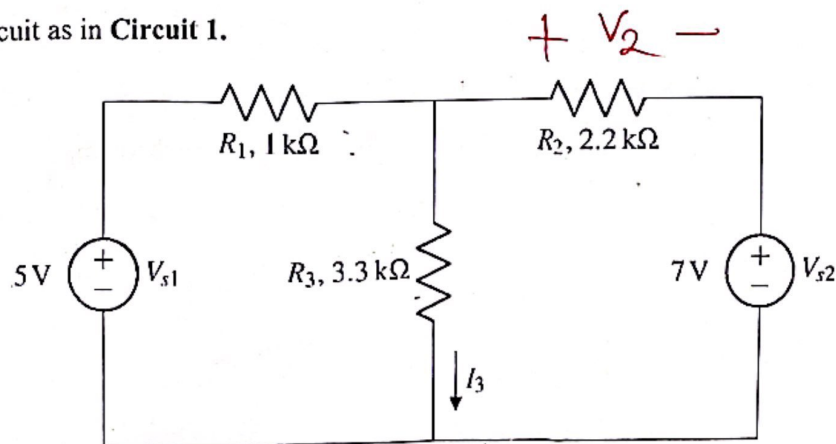 cuit as in Circuit 1.
+ V2 −
R1, 1 kΩ
R2, 2.2 kΩ
5 V
+
−
Vs1
R3, 3.3 kΩ
7 V
+
−
Vs2
I3